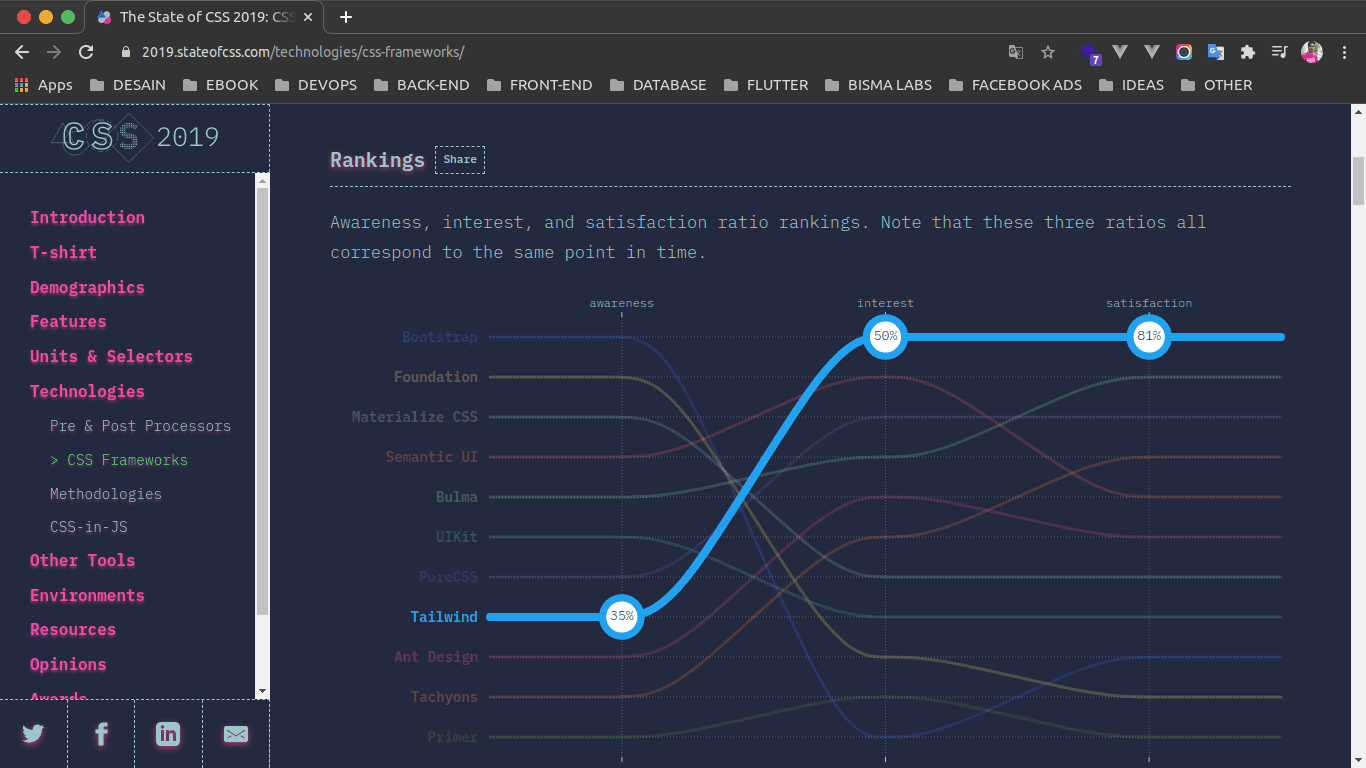 The State of CSS 2019: CSS
2019.stateofcss.com/technologies/css-frameworks/
7
Apps DESAIN EBOOK DEVOPS BACK-END FRONT-END DATABASE FLUTTER BISMA LABS FACEBOOK ADS IDEAS OTHER
CSS 2019
Introduction
T-shirt
Demographics
Features
Units & Selectors
Technologies
Pre & Post Processors
> CSS Frameworks
Methodologies
CSS-in-JS
Other Tools
Environments
Resources
Opinions
Awards
Rankings Share
Awareness, interest, and satisfaction ratio rankings. Note that these three ratios all
correspond to the same point in time.
awareness interest satisfaction
Bootstrap
50% 81%
Foundation
Materialize CSS
Semantic UI
Bulma
UIKit
PureCSS
Tailwind 35%
Ant Design
Tachyons
Primer